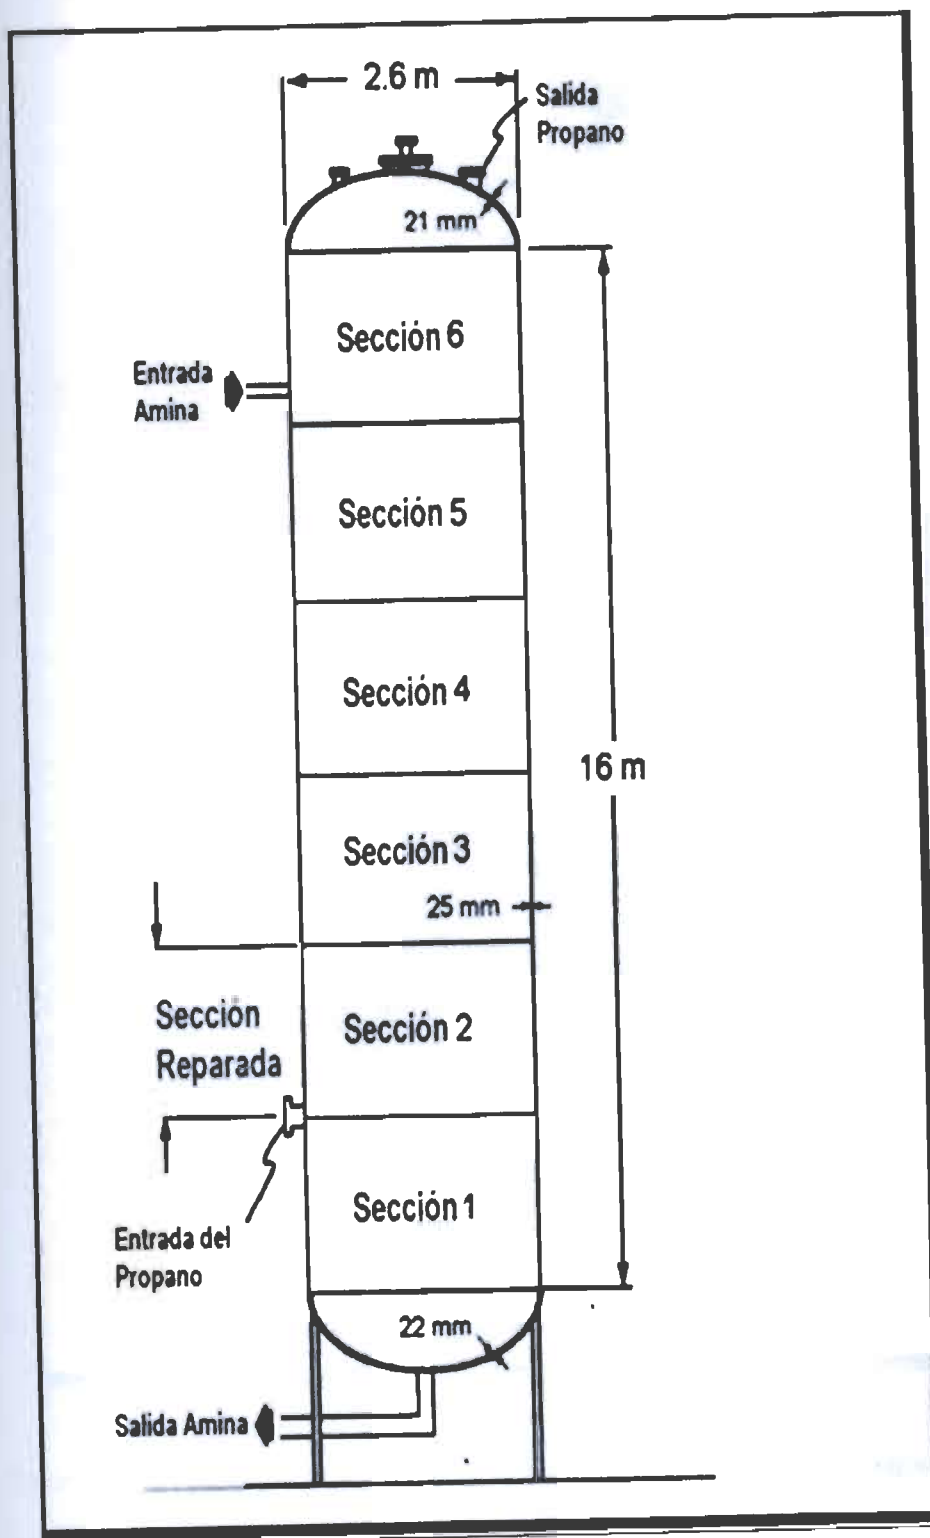 2.6 m
Salida
Propano
21 mm
Sección 6
Entrada
Amina
Sección 5
Sección 4
16 m
Sección 3
25 mm
Sección
Reparada
Sección 2
Sección 1
Entrada del
Propano
22 mm
Salida Amina